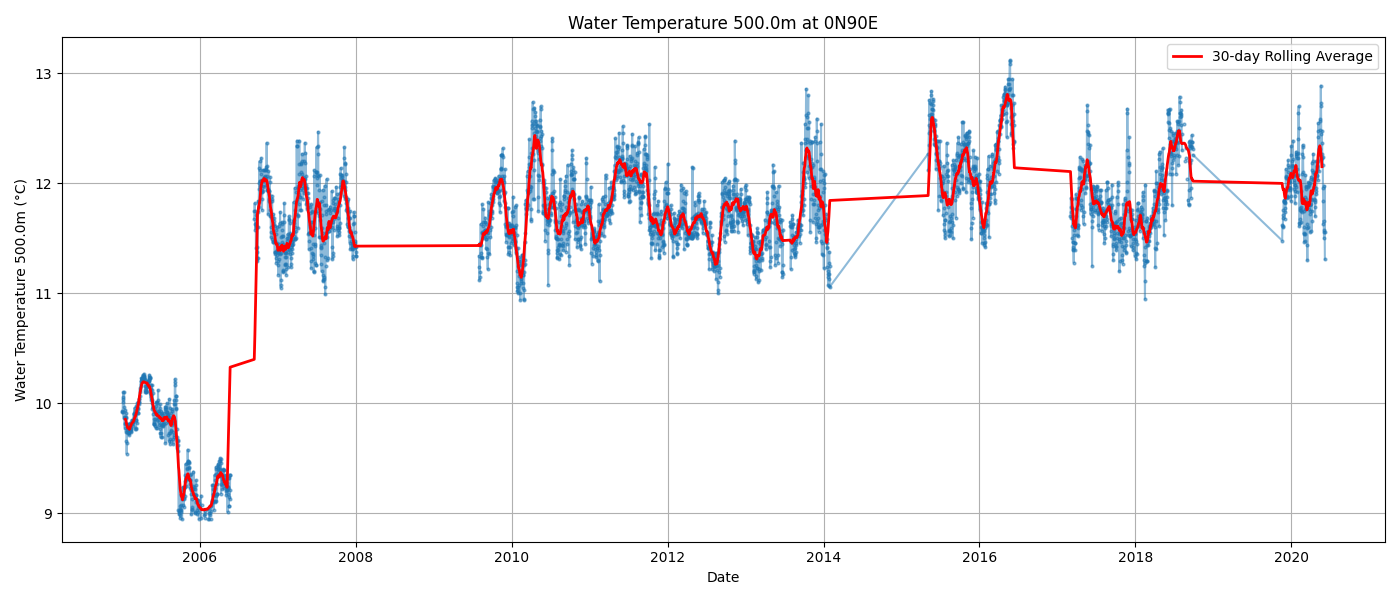 Water Temperature 500.0m at 0N90E
30-day Rolling Average
Water Temperature 500.0m (°C)
13
12
11
10
9
2006 2008 2010 2012 2014 2016 2018 2020
Date